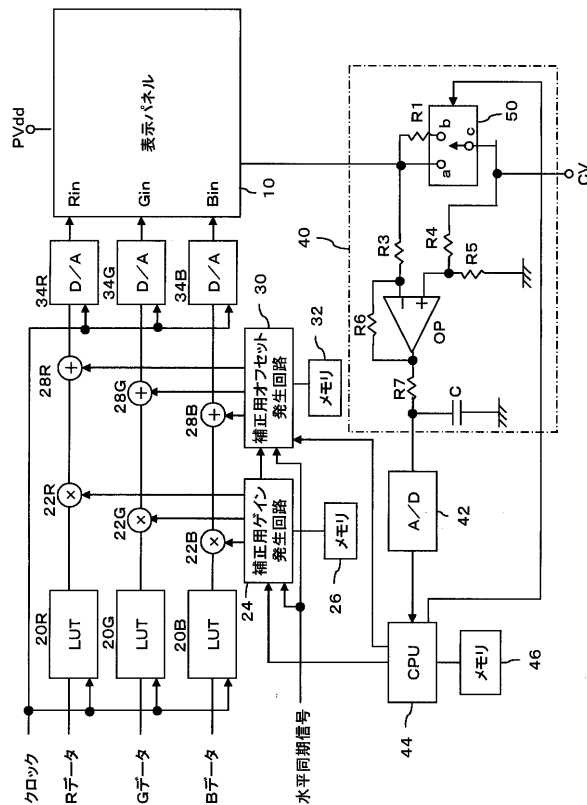 クロック
Rデータ
Gデータ
Bデータ
水平同期信号
20R
LUT
20G
LUT
20B
LUT
22R
×
22G
×
22B
×
28R
+
28G
+
28B
+
34R
D/A
34G
D/A
34B
D/A
PVdd
Rin
Gin
Bin
表示パネル
10
24
補正用ゲイン
発生回路
26
メモリ
30
補正用オフセット
発生回路
32
メモリ
40
R1
a
b
c
50
R3
R4
R5
R6
−
+
OP
R7
C
CV
A/D
42
CPU
44
メモリ
46